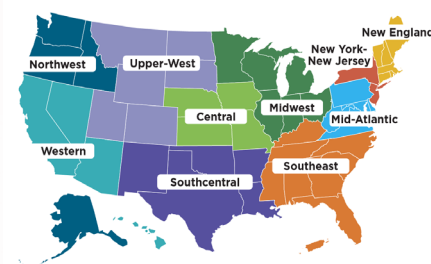 New England
New York-
New Jersey
Northwest
Upper-West
Midwest
Central
Mid-Atlantic
Western
Southeast
Southcentral